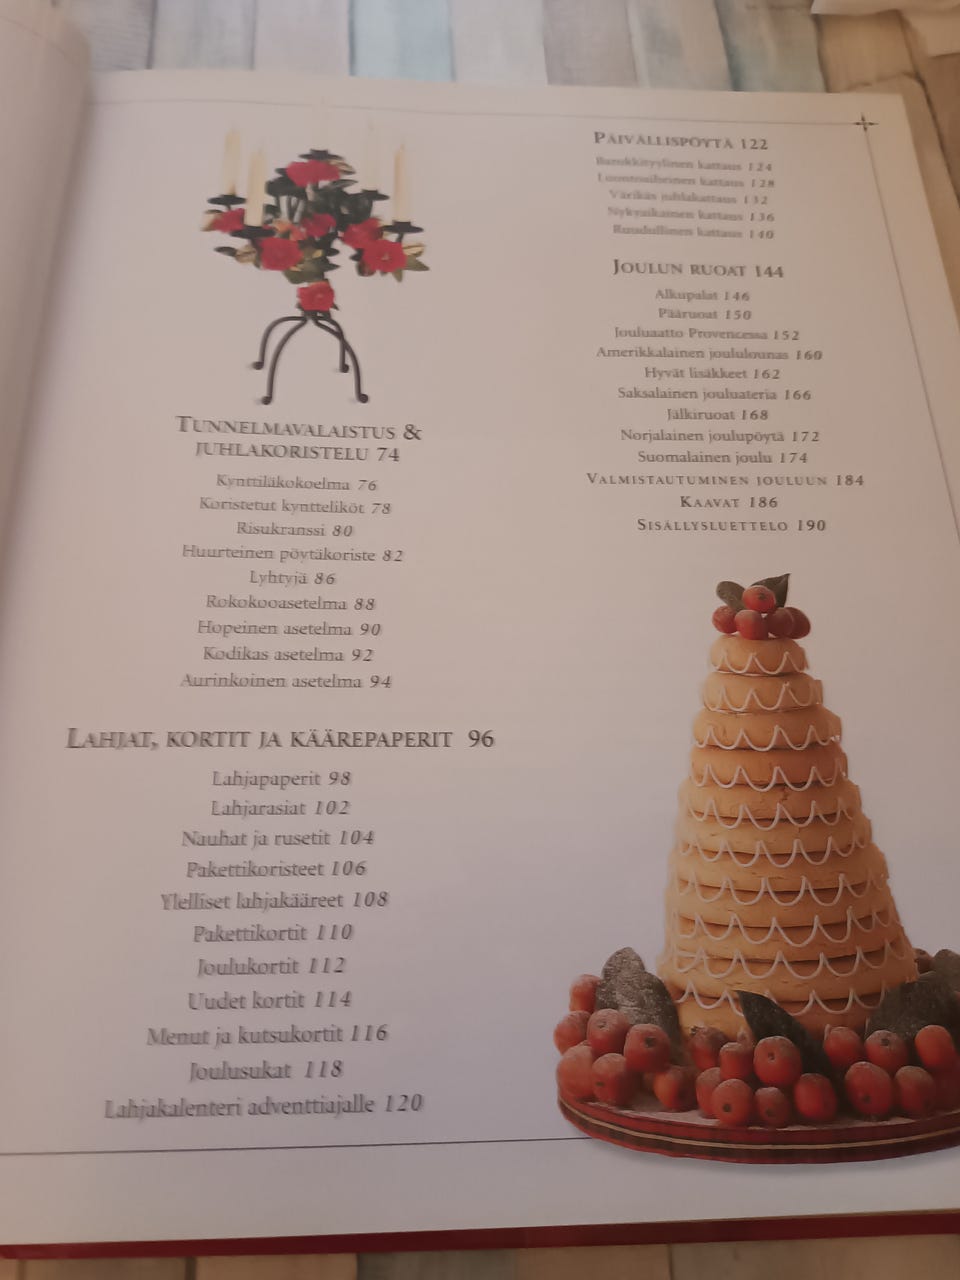 TUNNELMAVALAISTUS &
JUHLAKORISTELU 74
Kynttiläkokoelma 76
Koristetut kyntteliköt 78
Risukranssi 80
Huurteinen pöytäkoriste 82
Lyhtyjä 86
Rokokooasetelma 88
Hopeinen asetelma 90
Kodikas asetelma 92
Aurinkoinen asetelma 94
LAHJAT, KORTIT JA KÄÄREPAPERIT 96
Lahjapaperit 98
Lahjarasiat 102
Nauhat ja rusetit 104
Pakettikoristeet 106
Ylelliset lahjakääreet 108
Pakettikortit 110
Joulukortit 112
Uudet kortit 114
Menut ja kutsukortit 116
Joulusukat 118
Lahjakalenteri adventtiajalle 120
PÄIVÄLLISPÖYTÄ 122
Barokkityylinen kattaus 124
Luontoaiheinen kattaus 128
Värikäs juhlakattaus 132
Nykyaikainen kattaus 136
Ruudullinen kattaus 140
JOULUN RUOAT 144
Alkupalat 146
Pääruoat 150
Jouluaatto Provencessa 152
Amerikkalainen joululounas 160
Hyvät lisäkkeet 162
Saksalainen jouluateria 166
Jälkiruoat 168
Norjalainen joulupöytä 172
Suomalainen joulu 174
VALMISTAUTUMINEN JOULUUN 184
KAAVAT 186
SISÄLLYSLUETTELO 190